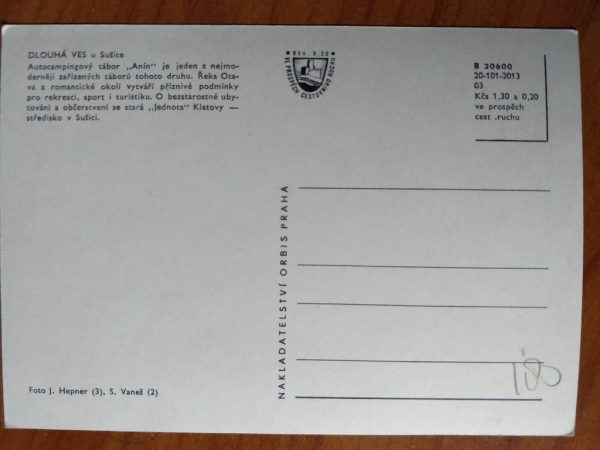 DLOUHÁ VES u Sušice
Autocampingový tábor „Anín“ je jeden z nejmo-
derněji zařízených táborů tohoto druhu. Řeka Ota-
va a romantické okolí vytváří příznivé podmínky
pro rekreaci, sport i turistiku. O bezstarostné uby-
tování a občerstvení se stará „Jednota“ Klatovy —
středisko v Sušici.
Kčs 0,20
VE PROSPĚCH CESTOVNÍHO RUCHU
B 20600
20-101-2013
03
Kčs 1,30 a 0,20
ve prospěch
cest .ruchu
NAKLADATELSTVÍ ORBIS PRAHA
Foto J. Hepner (3), S. Vaneš (2)